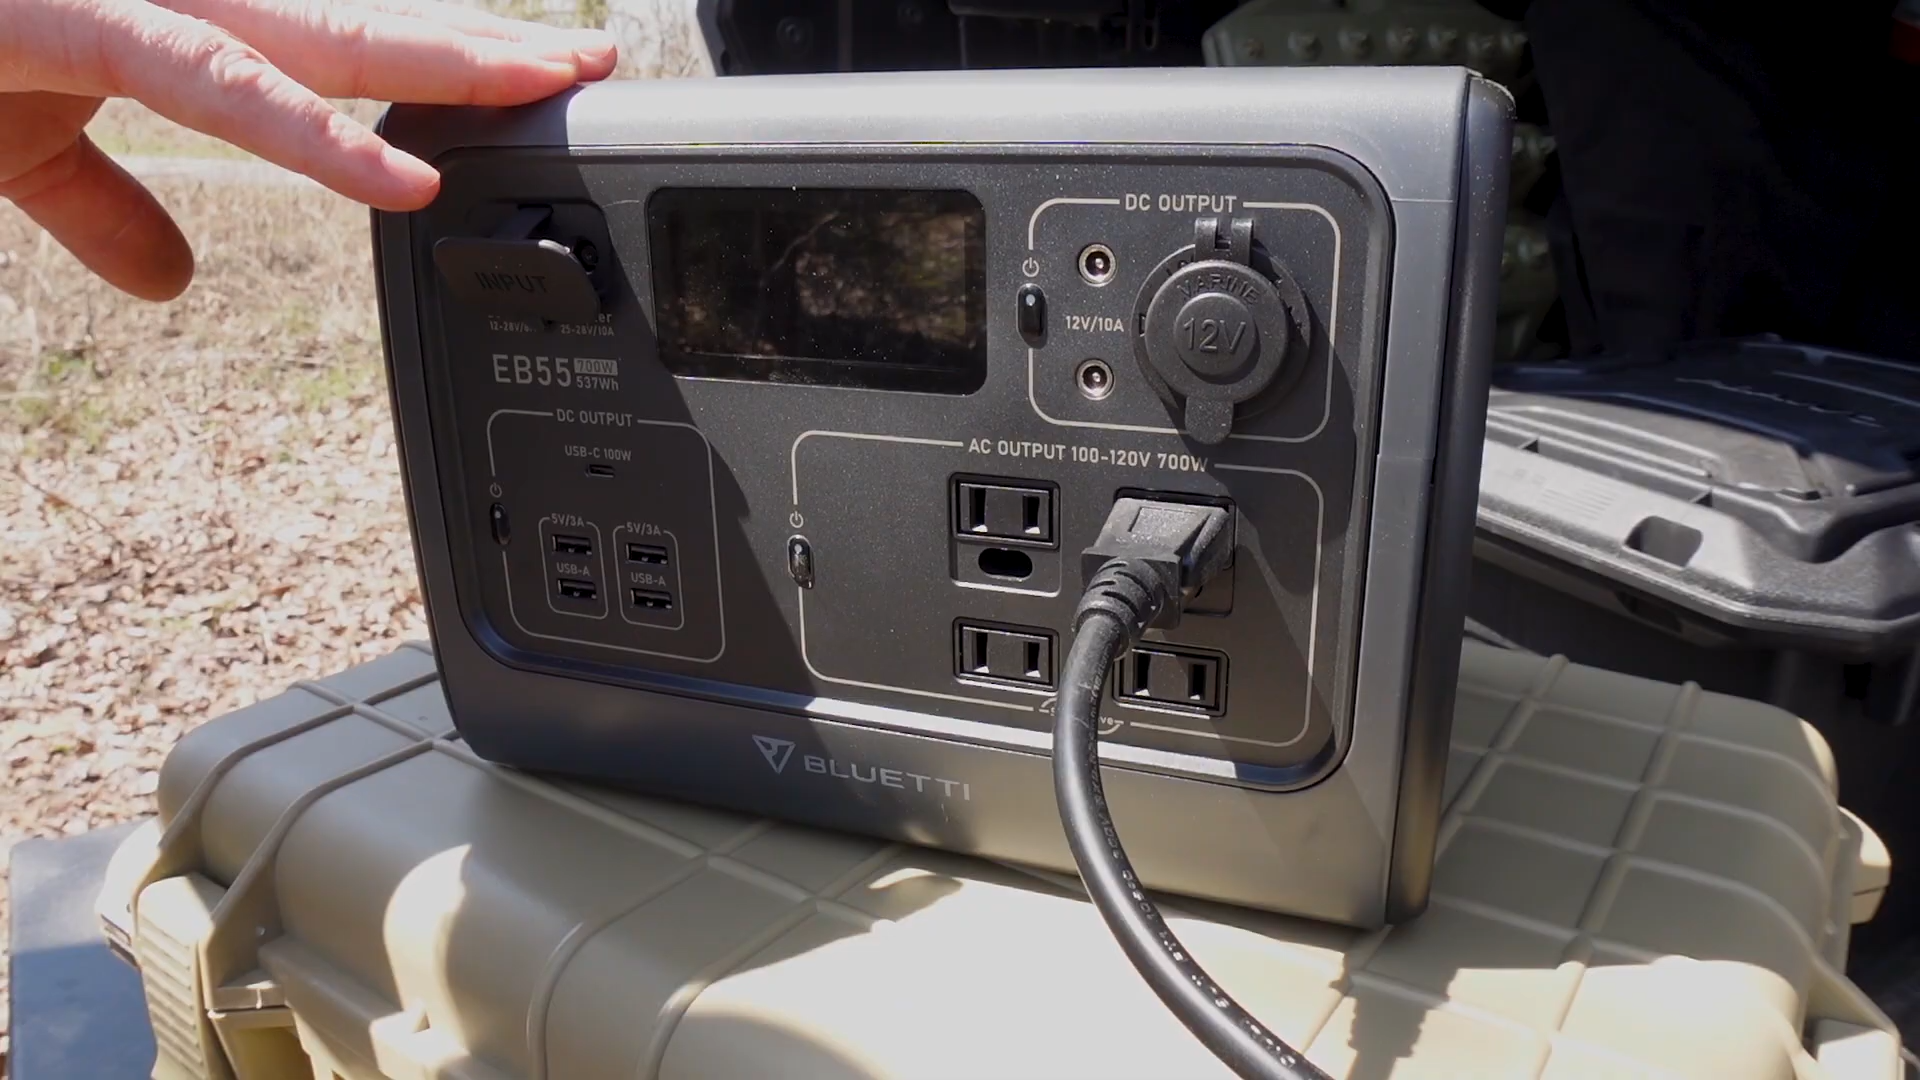 INPUT
12-28V/8. 25-28V/10A
EB55 700W
537Wh
DC OUTPUT
USB-C 100W
5V/3A 5V/3A
USB-A USB-A
DC OUTPUT
12V/10A
12V
AC OUTPUT 100-120V 700W
BLUETTI